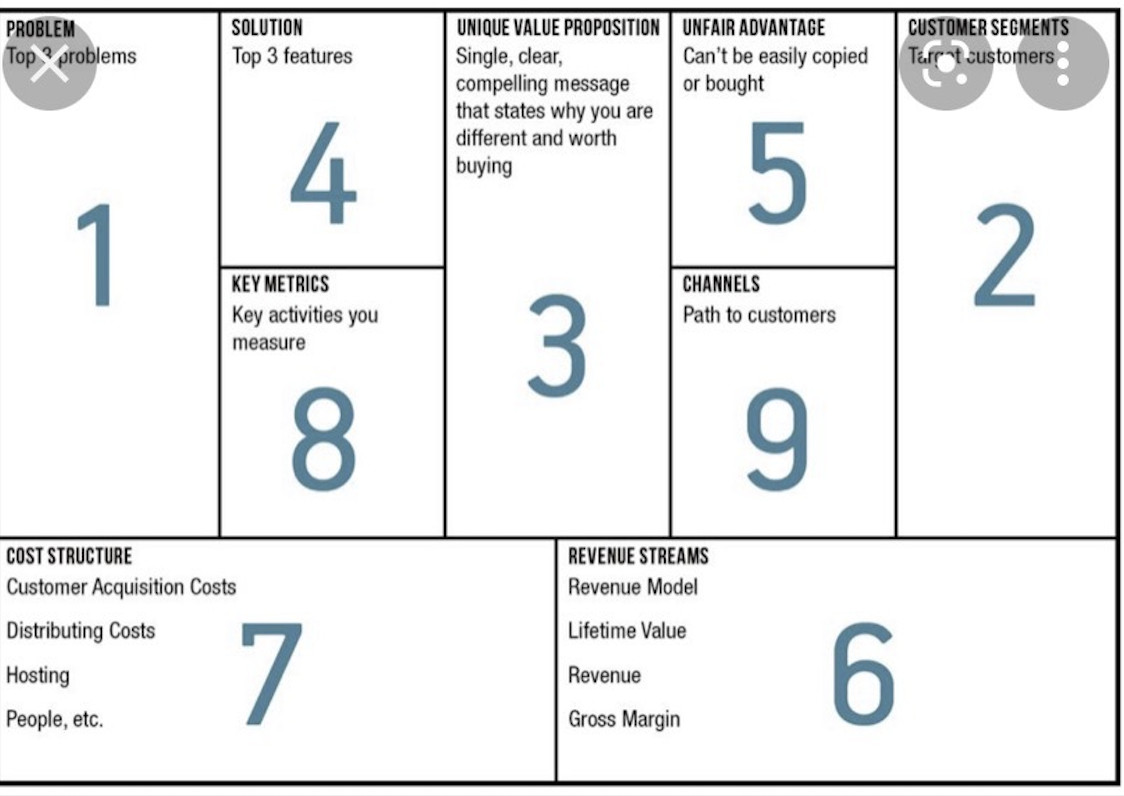 PROBLEM
Top 3 problems
1
SOLUTION
Top 3 features
4
KEY METRICS
Key activities you
measure
8
UNIQUE VALUE PROPOSITION
Single, clear,
compelling message
that states why you are
different and worth
buying
3
UNFAIR ADVANTAGE
Can't be easily copied
or bought
5
CHANNELS
Path to customers
9
CUSTOMER SEGMENTS
Target customers
2
COST STRUCTURE
Customer Acquisition Costs
Distributing Costs
Hosting
People, etc.
7
REVENUE STREAMS
Revenue Model
Lifetime Value
Revenue
Gross Margin
6